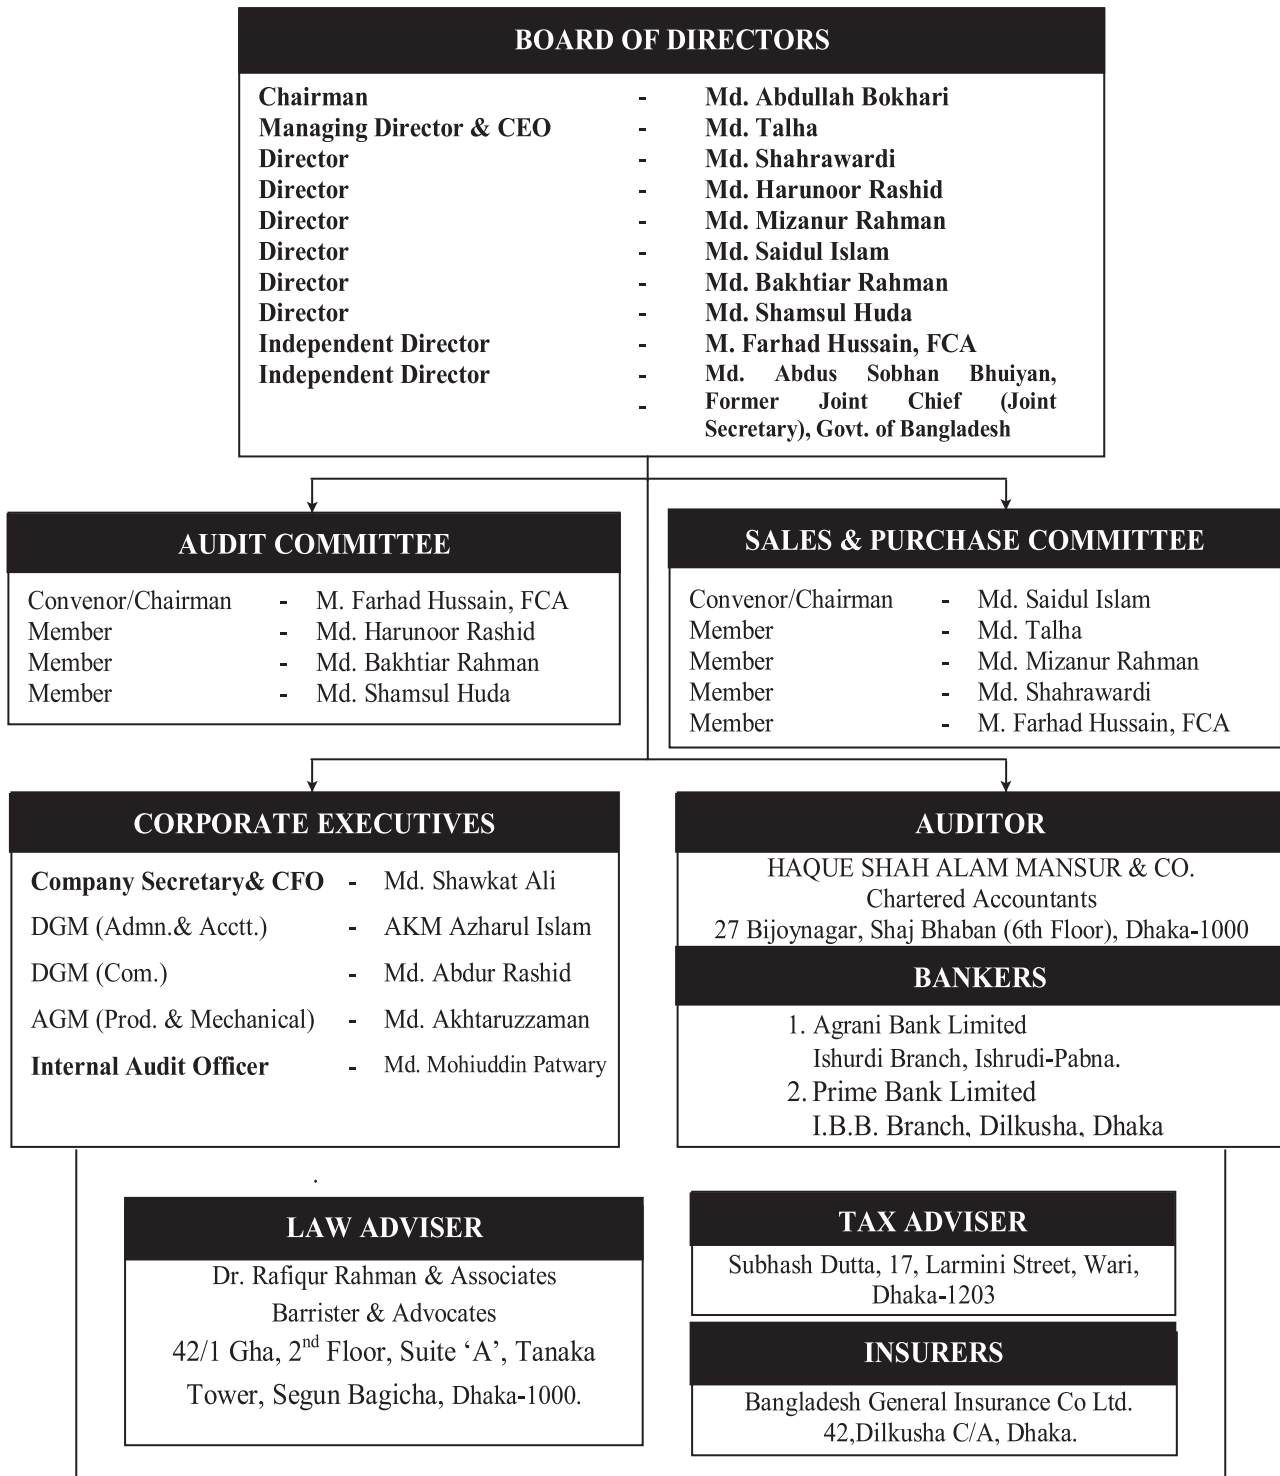 BOARD OF DIRECTORS
Chairman - Md. Abdullah Bokhari
Managing Director & CEO - Md. Talha
Director - Md. Shahrawardi
Director - Md. Harunoor Rashid
Director - Md. Mizanur Rahman
Director - Md. Saidul Islam
Director - Md. Bakhtiar Rahman
Director - Md. Shamsul Huda
Independent Director - M. Farhad Hussain, FCA
Independent Director - Md. Abdus Sobhan Bhuiyan,
- Former Joint Chief (Joint
Secretary), Govt. of Bangladesh
AUDIT COMMITTEE
Convenor/Chairman - M. Farhad Hussain, FCA
Member - Md. Harunoor Rashid
Member - Md. Bakhtiar Rahman
Member - Md. Shamsul Huda
SALES & PURCHASE COMMITTEE
Convenor/Chairman - Md. Saidul Islam
Member - Md. Talha
Member - Md. Mizanur Rahman
Member - Md. Shahrawardi
Member - M. Farhad Hussain, FCA
CORPORATE EXECUTIVES
Company Secretary& CFO - Md. Shawkat Ali
DGM (Admn.& Acctt.) - AKM Azharul Islam
DGM (Com.) - Md. Abdur Rashid
AGM (Prod. & Mechanical) - Md. Akhtaruzzaman
Internal Audit Officer - Md. Mohiuddin Patwary
AUDITOR
HAQUE SHAH ALAM MANSUR & CO.
Chartered Accountants
27 Bijoynagar, Shaj Bhaban (6th Floor), Dhaka-1000
BANKERS
1. Agrani Bank Limited
Ishurdi Branch, Ishrudi-Pabna.
2. Prime Bank Limited
I.B.B. Branch, Dilkusha, Dhaka
.
LAW ADVISER
Dr. Rafiqur Rahman & Associates
Barrister & Advocates
42/1 Gha, 2nd Floor, Suite ‘A’, Tanaka
Tower, Segun Bagicha, Dhaka-1000.
TAX ADVISER
Subhash Dutta, 17, Larmini Street, Wari,
Dhaka-1203
INSURERS
Bangladesh General Insurance Co Ltd.
42,Dilkusha C/A, Dhaka.